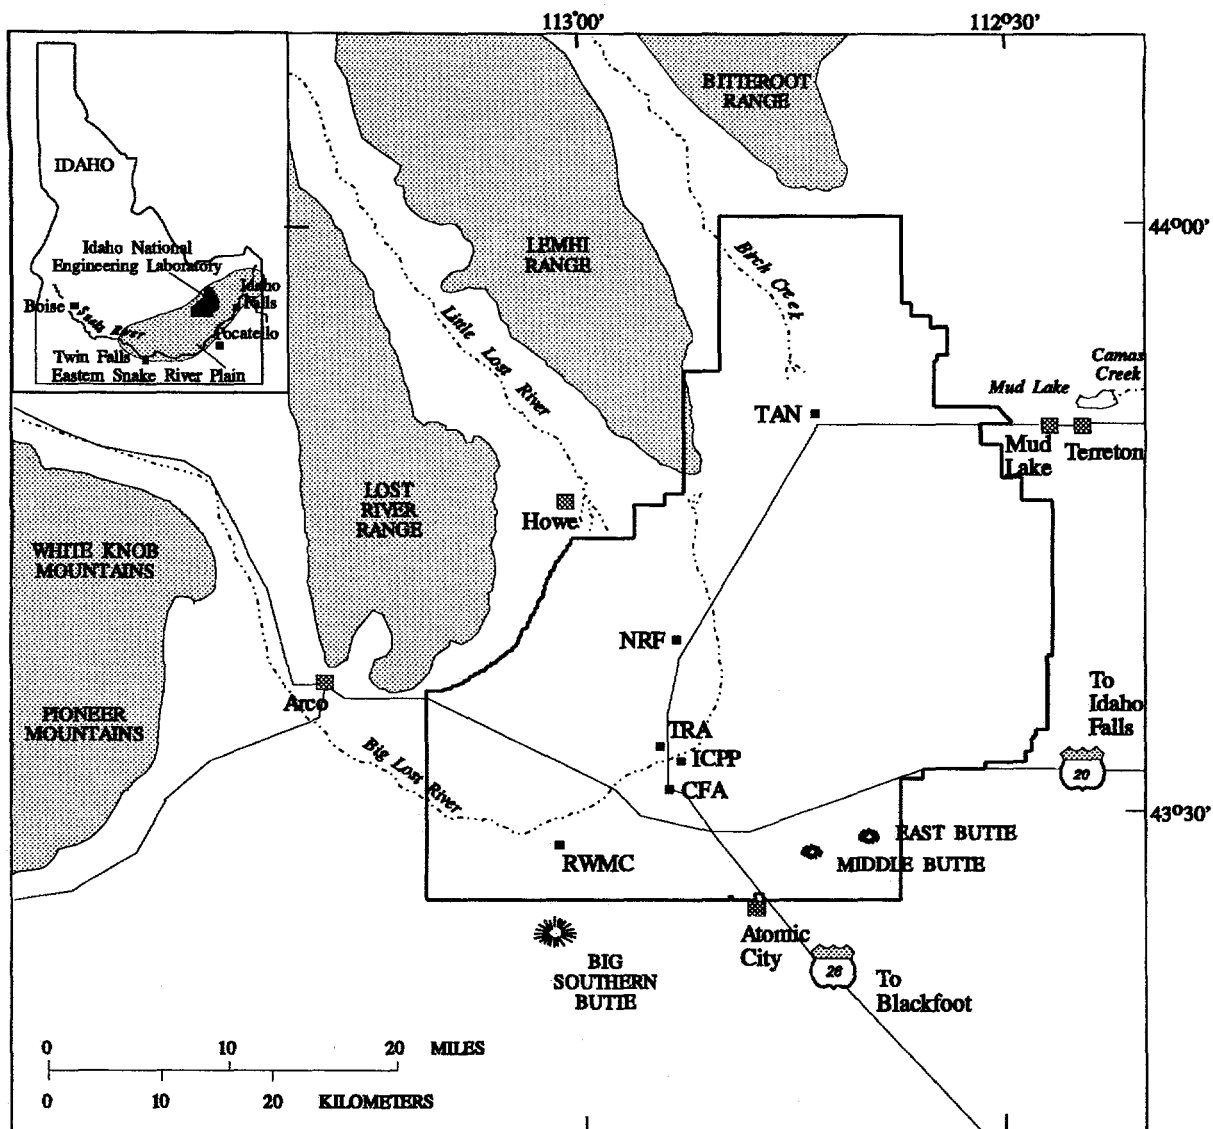 113°00'
112°30'
BITTEROOT
RANGE
IDAHO
Idaho National
Engineering Laboratory
Idaho
Falls
Boise
Snake River
Pocatello
Twin Falls
Eastern Snake River Plain
LEMHI
RANGE
Birch Creek
44°00'
Little Lost River
Camas
Creek
Mud Lake
TAN
Mud
Lake
Terreton
LOST
RIVER
RANGE
Howe
WHITE KNOB
MOUNTAINS
NRF
To
Idaho
Falls
Arco
PIONEER
MOUNTAINS
TRA
Big Lost River
ICPP
20
CFA
43°30'
EAST BUTTE
MIDDLE BUTTE
RWMC
Atomic
City
BIG
SOUTHERN
BUTTE
26
To
Blackfoot
0 10 20 MILES
0 10 20 KILOMETERS